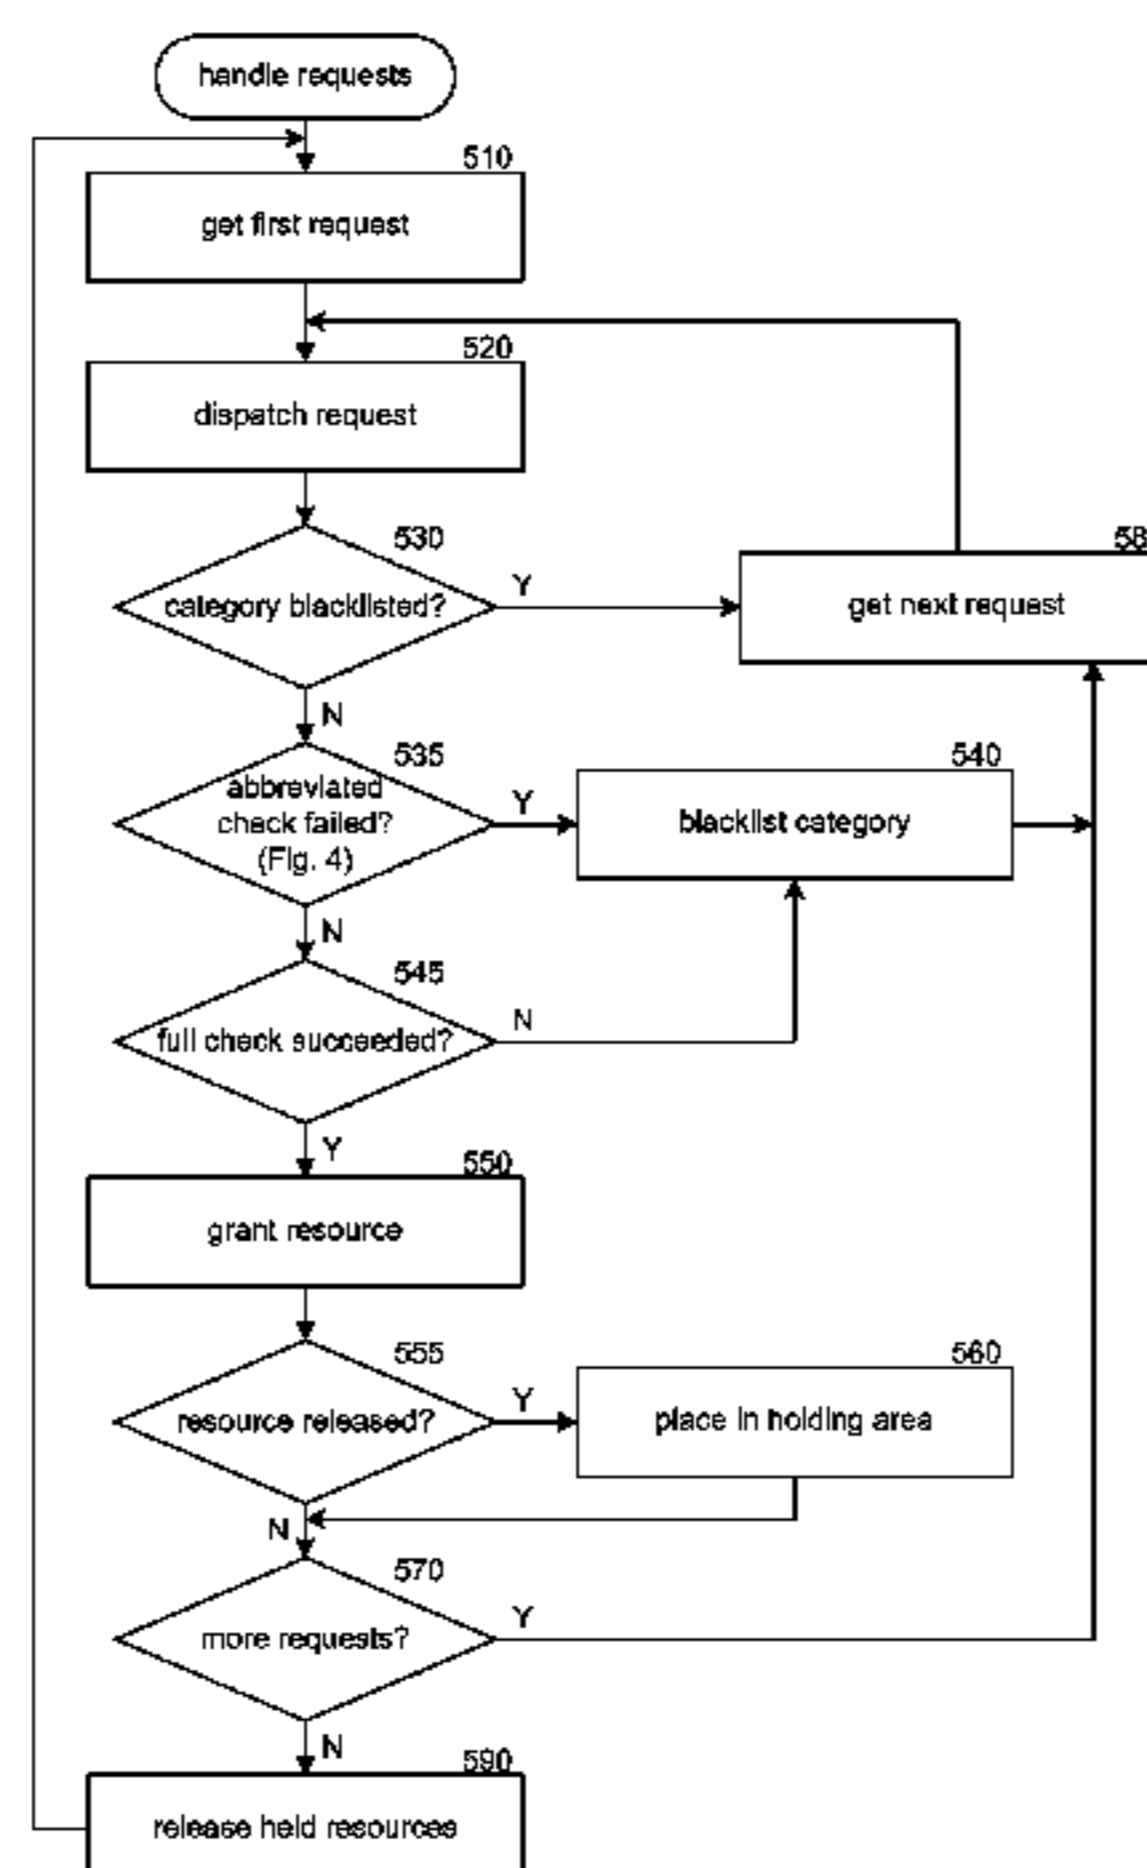 handle requests
510
get first request
520
dispatch request
530
category blacklisted?
Y
58
get next request
N
535
abbreviated
check failed?
(Fig. 4)
Y
540
blacklist category
N
545
full check succeeded?
N
Y
550
grant resource
555
resource released?
Y
560
place in holding area
N
570
more requests?
Y
N
590
release held resources